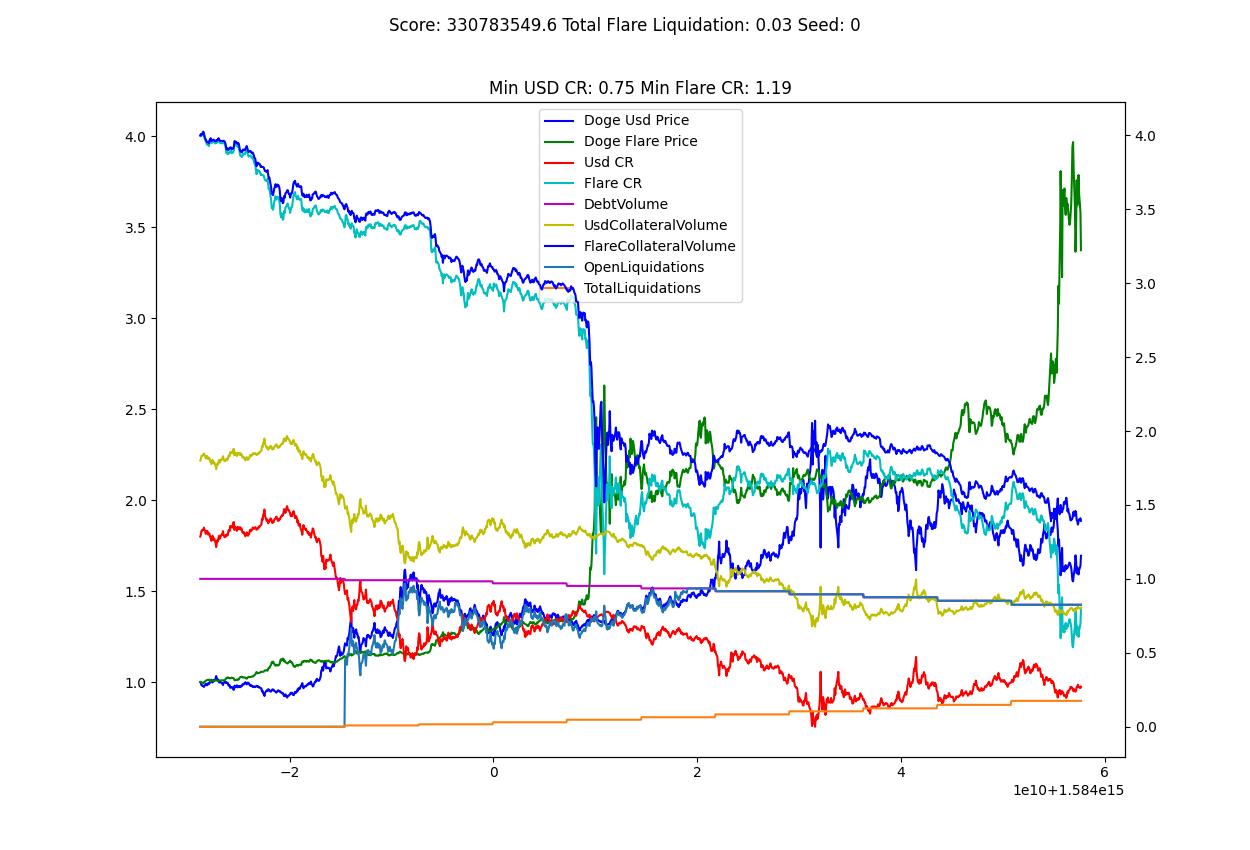 Score: 330783549.6 Total Flare Liquidation: 0.03 Seed: 0
Min USD CR: 0.75 Min Flare CR: 1.19
Doge Usd Price
Doge Flare Price
Usd CR
Flare CR
DebtVolume
UsdCollateralVolume
FlareCollateralVolume
OpenLiquidations
TotalLiquidations
4.0
3.5
3.0
2.5
2.0
1.5
1.0
4.0
3.5
3.0
2.5
2.0
1.5
1.0
0.5
0.0
−2 0 2 4 6
1e10+1.584e15